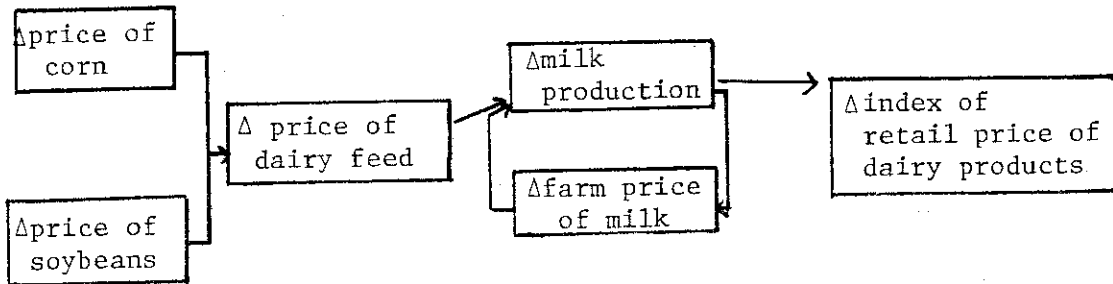 Δprice of
corn
Δprice of
soybeans
Δ price of
dairy feed
Δmilk
production
Δfarm price
of milk
Δ index of
retail price of
dairy products